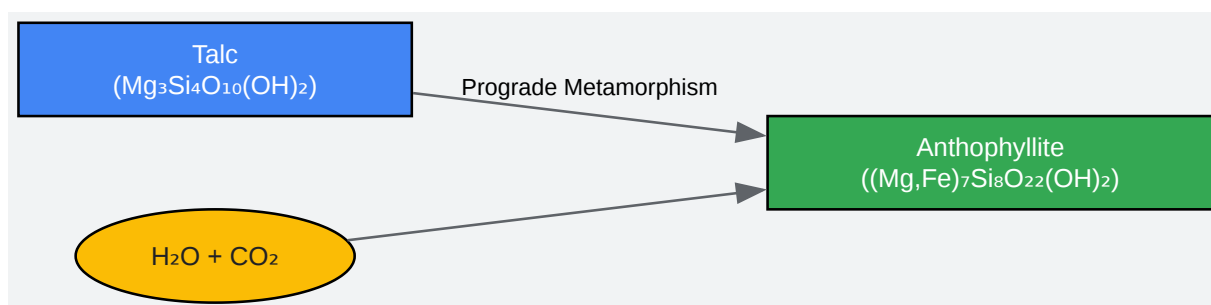 Talc
(Mg₃Si₄O₁₀(OH)₂)
Prograde Metamorphism
Anthophyllite
((Mg,Fe)₇Si₈O₂₂(OH)₂)
H₂O + CO₂